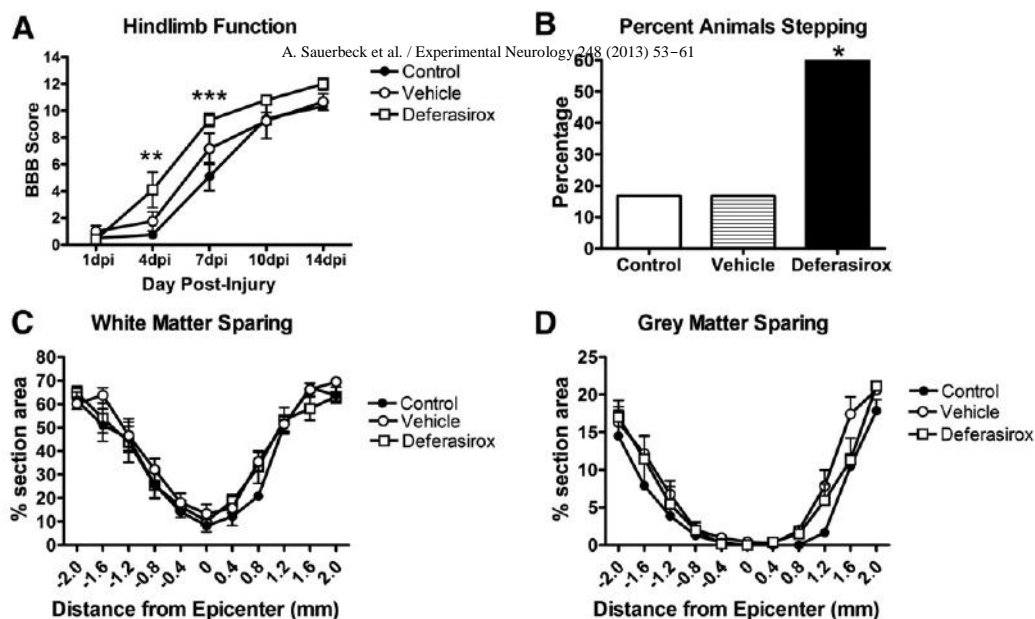 A
Hindlimb Function
A. Sauerbeck et al. / Experimental Neurology 248 (2013) 53–61
14
12
10
8
6
4
2
0
BBB Score
**
***
Control
Vehicle
Deferasirox
1dpi 4dpi 7dpi 10dpi 14dpi
Day Post-Injury
B
Percent Animals Stepping
60
50
40
30
20
10
0
Percentage
*
Control Vehicle Deferasirox
C
White Matter Sparing
80
70
60
50
40
30
20
10
0
% section area
Control
Vehicle
Deferasirox
-2.0 -1.6 -1.2 -0.8 -0.4 0 0.4 0.8 1.2 1.6 2.0
Distance from Epicenter (mm)
D
Grey Matter Sparing
25
20
15
10
5
0
% section area
Control
Vehicle
Deferasirox
-2.0 -1.6 -1.2 -0.8 -0.4 0 0.4 0.8 1.2 1.6 2.0
Distance from Epicenter (mm)